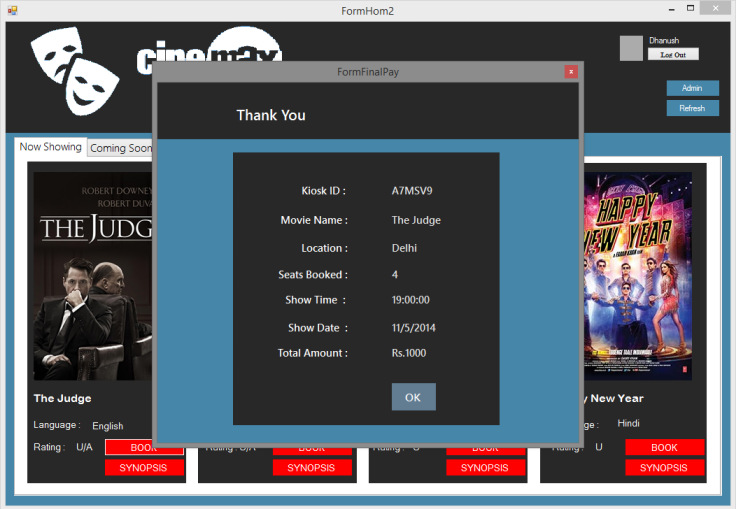 FormHom2
cinemax
Dhanush
Log Out
Admin
Refresh
Now Showing
Coming Soon
FormFinalPay
x
Thank You
Kiosk ID : A7MSV9
Movie Name : The Judge
Location : Delhi
Seats Booked : 4
Show Time : 19:00:00
Show Date : 11/5/2014
Total Amount : Rs.1000
OK
ROBERT DOWNEY
ROBERT DUVA
THE JUDG
HAPPY
NEW YEAR
The Judge
y New Year
Language : English
ge : Hindi
Rating : U/A BOOK
Rating : U/A BOOK
Rating : U BOOK
Rating : U BOOK
SYNOPSIS
SYNOPSIS
SYNOPSIS
SYNOPSIS